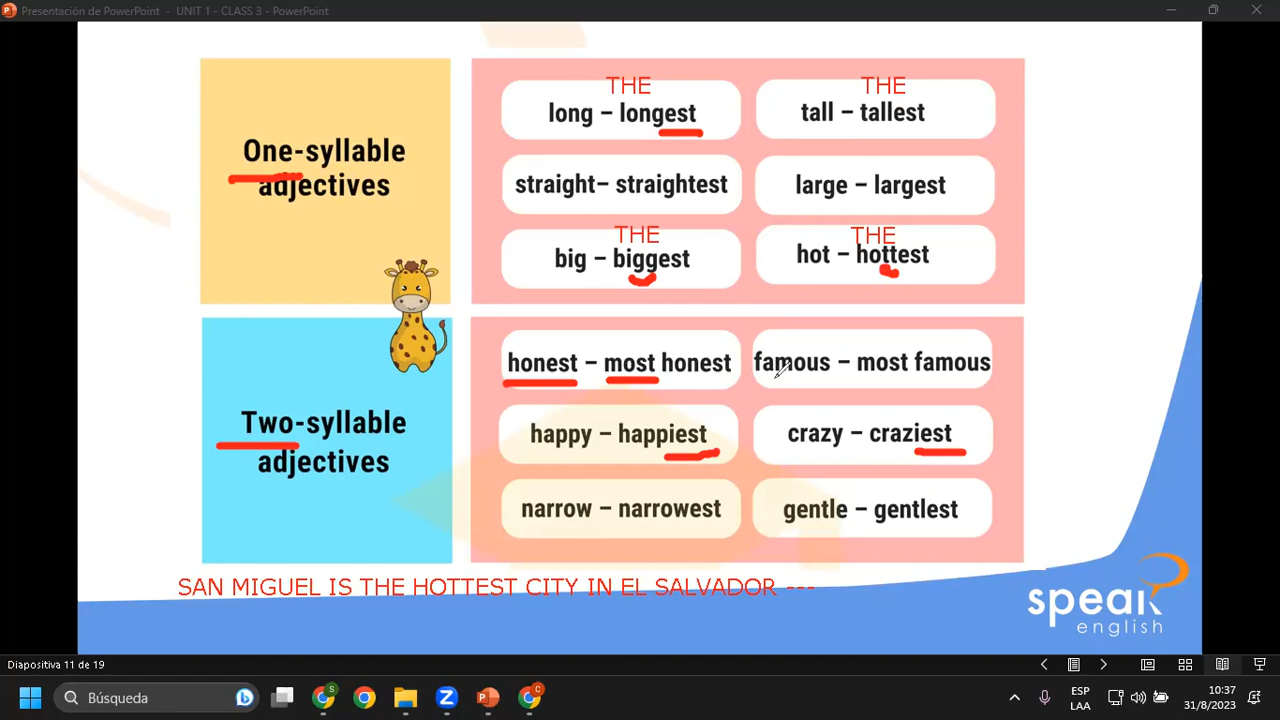 Presentación de PowerPoint - UNIT 1 - CLASS 3 - PowerPoint
One-syllable
adjectives
THE
long – longest
THE
tall – tallest
straight– straightest
large – largest
THE
big – biggest
THE
hot – hottest
Two-syllable
adjectives
honest – most honest
famous – most famous
happy – happiest
crazy – craziest
narrow – narrowest
gentle – gentlest
SAN MIGUEL IS THE HOTTEST CITY IN EL SALVADOR ---
speak
english
Diapositiva 11 de 19
Búsqueda
ESP
LAA
10:37
31/8/2023